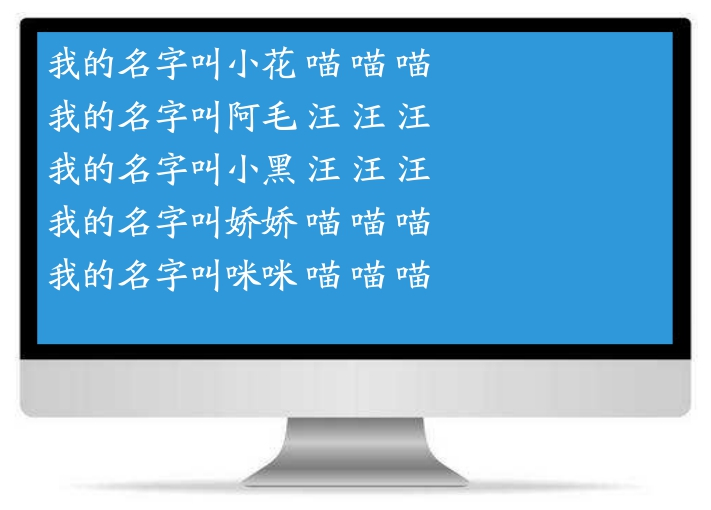 我的名字叫小花 喵 喵 喵
我的名字叫阿毛 汪 汪 汪
我的名字叫小黑 汪 汪 汪
我的名字叫娇娇 喵 喵 喵
我的名字叫咪咪 喵 喵 喵